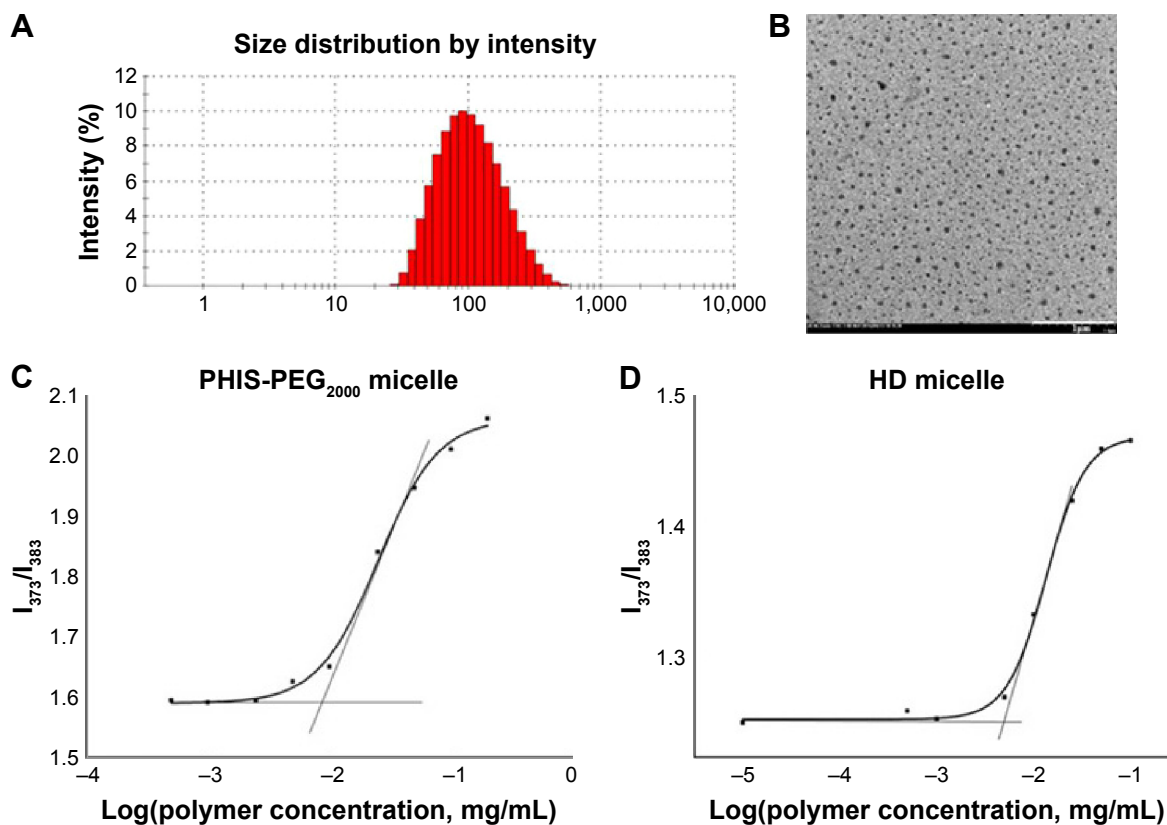 A
Size distribution by intensity
Intensity (%)
12
10
8
6
4
2
0
1
10
100
1,000
10,000
B
1µm
C
PHIS-PEG2000 micelle
I373/I383
2.1
2.0
1.9
1.8
1.7
1.6
1.5
–4
–3
–2
–1
0
Log(polymer concentration, mg/mL)
D
HD micelle
I373/I383
1.5
1.4
1.3
–5
–3
–2
–1
Log(polymer concentration, mg/mL)